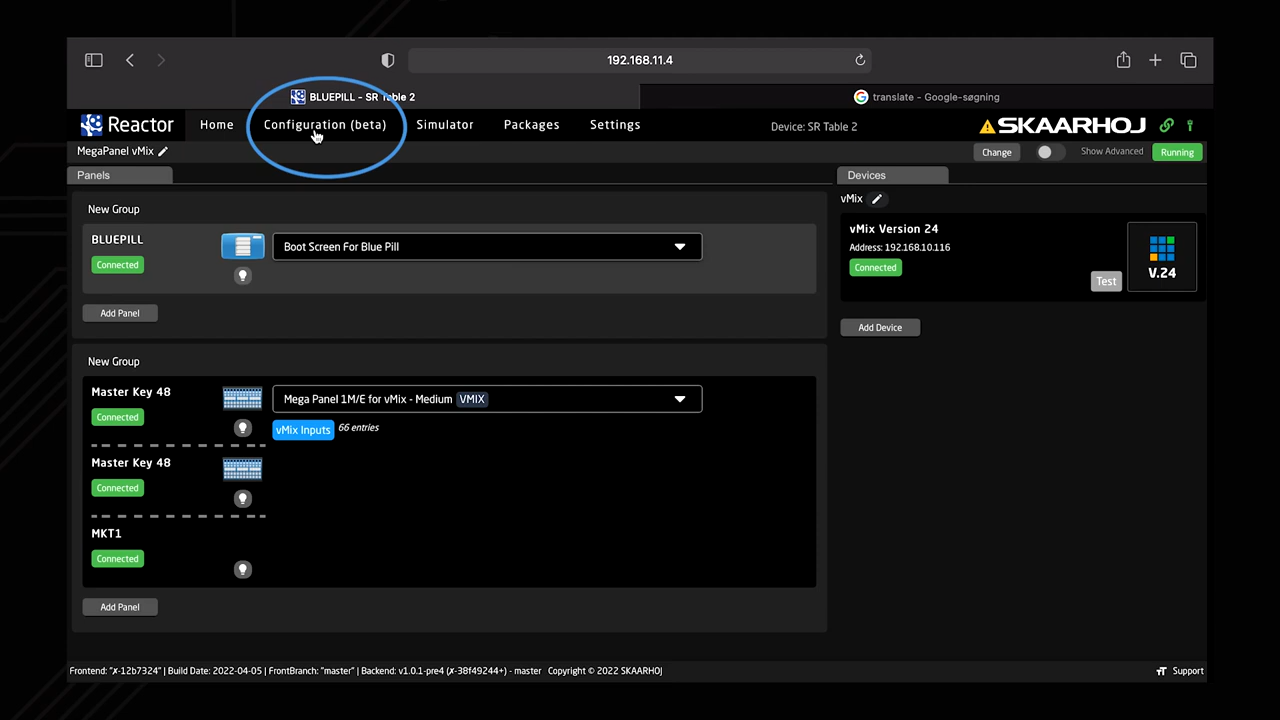 192.168.11.4
BLUEPILL - SR Table 2
translate - Google-søgning
Reactor
Home
Configuration (beta)
Simulator
Packages
Settings
Device: SR Table 2
SKAARHOJ
MegaPanel vMix
Change
Show Advanced
Running
Panels
Devices
New Group
BLUEPILL
Connected
Boot Screen For Blue Pill
Add Panel
New Group
Master Key 48
Connected
Mega Panel 1M/E for vMix - Medium VMIX
vMix Inputs 66 entries
Master Key 48
Connected
MKT1
Connected
Add Panel
vMix
vMix Version 24
Address: 192.168.10.116
Connected
Test
V.24
Add Device
Frontend: "✗-12b7324" | Build Date: 2022-04-05 | FrontBranch: "master" | Backend: v1.0.1-pre4 (✗-38f49244+) - master Copyright © 2022 SKAARHOJ
Support